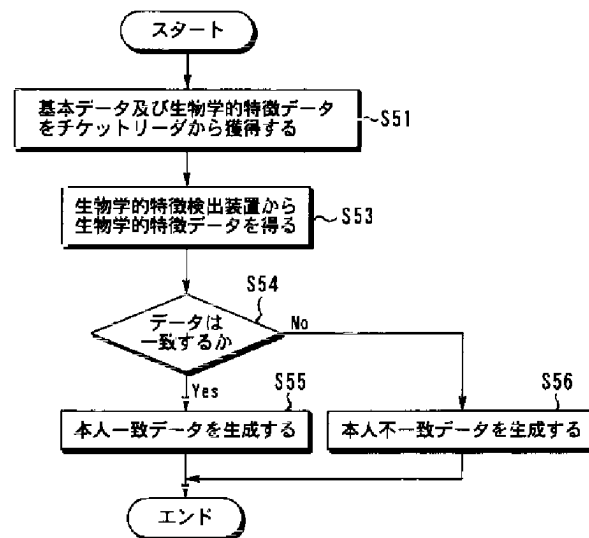 スタート
基本データ及び生物学的特徴データ
をチケットリーダから獲得する
S51
生物学的特徴検出装置から
生物学的特徴データを得る
S53
S54
データは
一致するか
No
Yes
S55
S56
本人一致データを生成する
本人不一致データを生成する
エンド